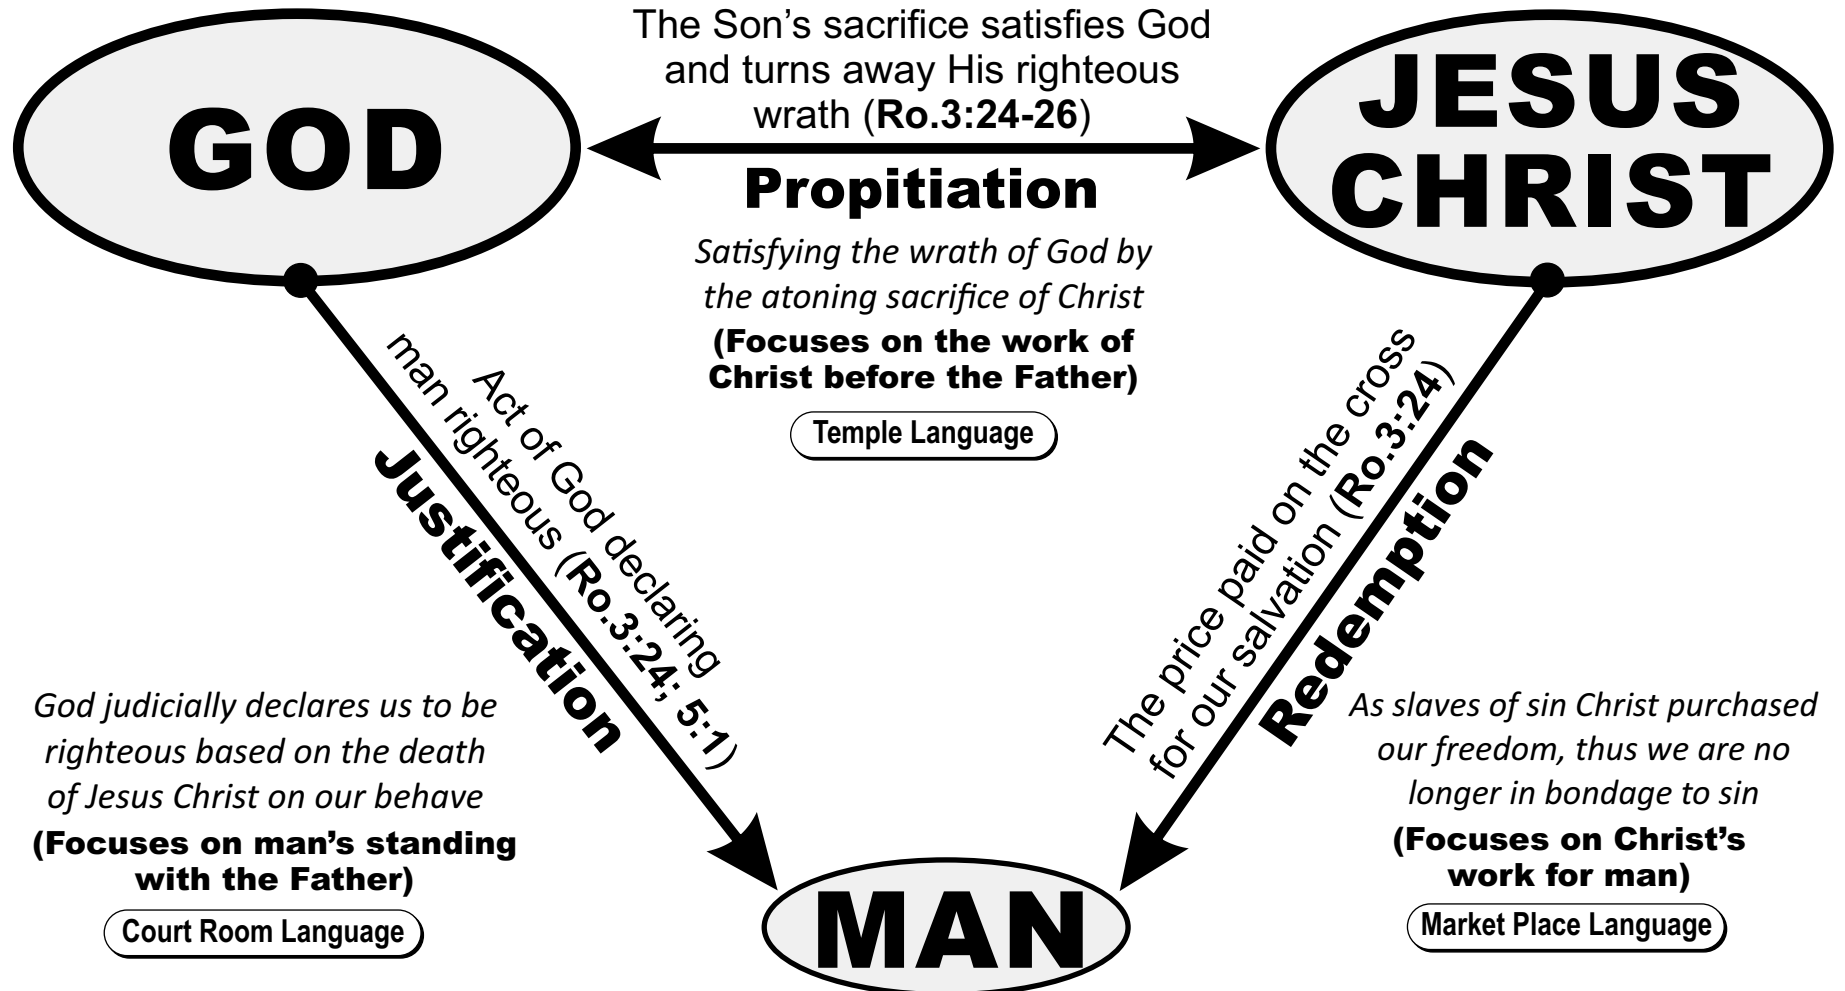 GOD
The Son’s sacrifice satisfies God
and turns away His righteous
wrath (Ro.3:24-26)
JESUS
CHRIST
Propitiation
Satisfying the wrath of God by
the atoning sacrifice of Christ
(Focuses on the work of
Christ before the Father)
Temple Language
Act of God declaring
man righteous (Ro.3:24; 5:1)
Justification
God judicially declares us to be
righteous based on the death
of Jesus Christ on our behave
(Focuses on man’s standing
with the Father)
Court Room Language
The price paid on the cross
for our salvation (Ro.3:24)
Redemption
As slaves of sin Christ purchased
our freedom, thus we are no
longer in bondage to sin
(Focuses on Christ’s
work for man)
Market Place Language
MAN